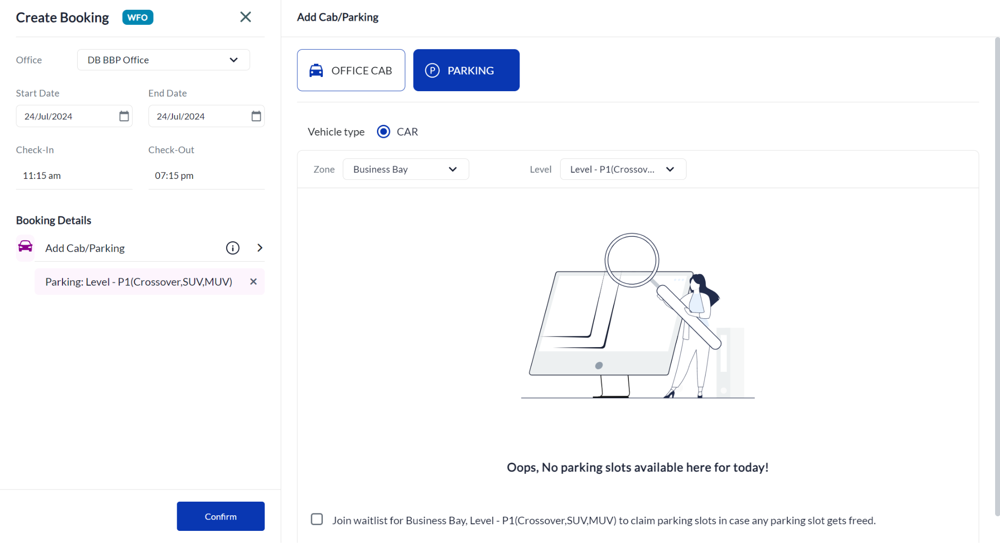 Create Booking WFO
Office DB BBP Office
Start Date End Date
24/Jul/2024 24/Jul/2024
Check-In Check-Out
11:15 am 07:15 pm
Booking Details
Add Cab/Parking
Parking: Level - P1(Crossover,SUV,MUV)
Confirm
Add Cab/Parking
OFFICE CAB P PARKING
Vehicle type CAR
Zone Business Bay Level Level - P1(Crossov...
Oops, No parking slots available here for today!
Join waitlist for Business Bay, Level - P1(Crossover,SUV,MUV) to claim parking slots in case any parking slot gets freed.